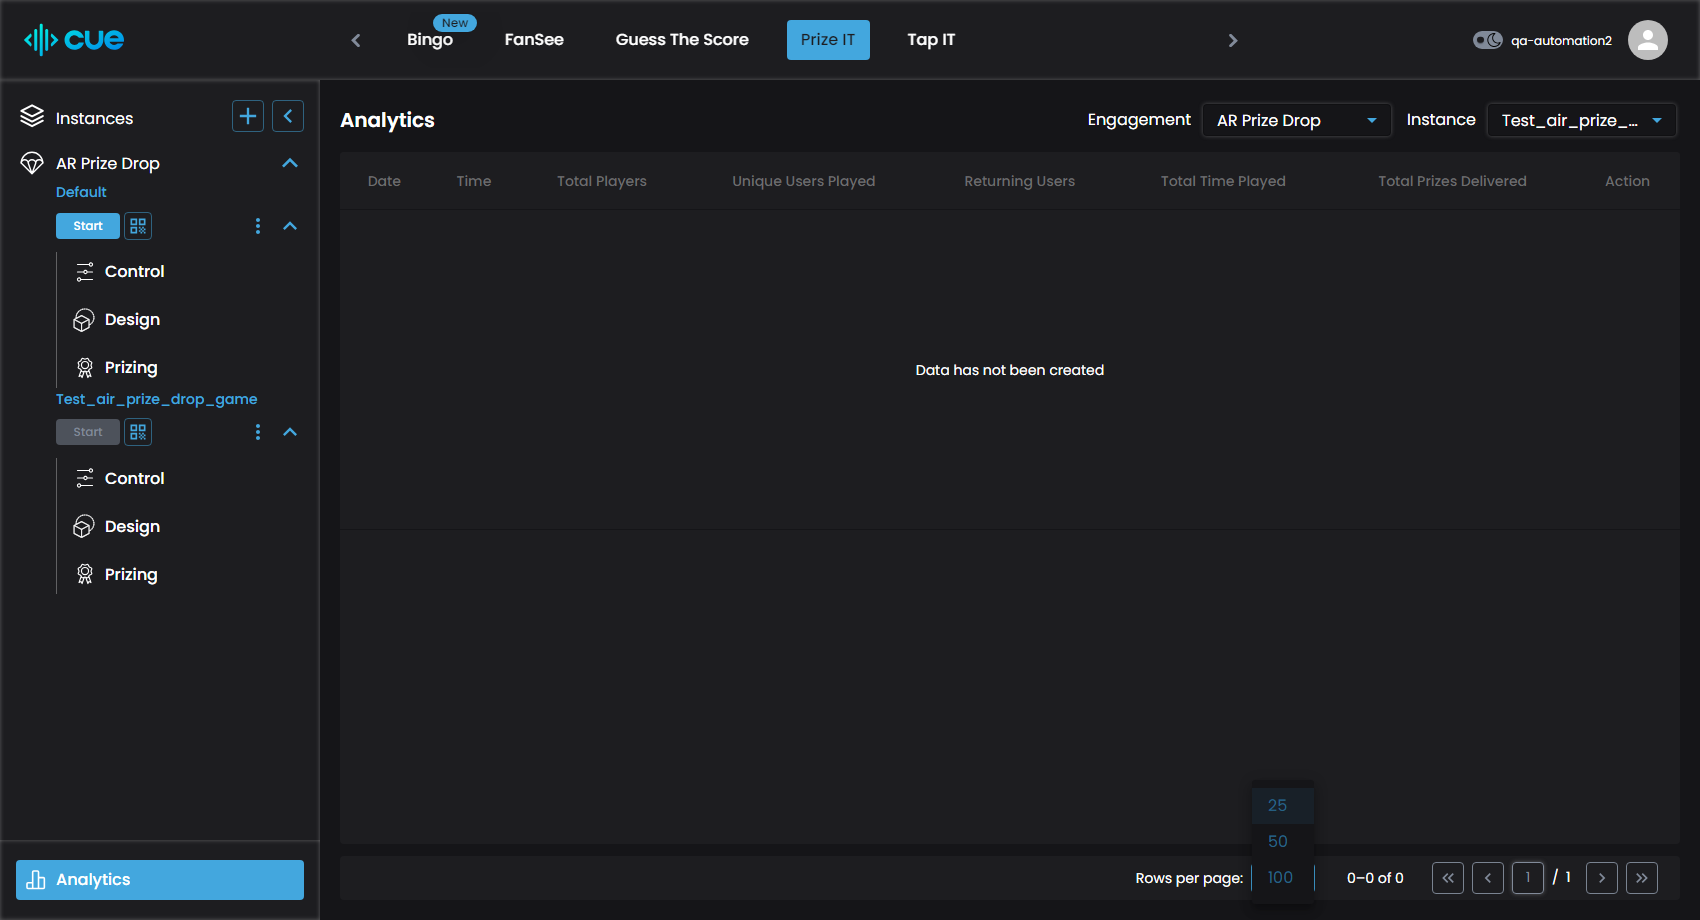 cue
New
Bingo
FanSee
Guess The Score
Prize IT
Tap IT
qa-automation2
Instances
AR Prize Drop
Default
Start
Control
Design
Prizing
Test_air_prize_drop_game
Start
Control
Design
Prizing
Analytics
Analytics
Engagement
AR Prize Drop
Instance
Test_air_prize_...
Date
Time
Total Players
Unique Users Played
Returning Users
Total Time Played
Total Prizes Delivered
Action
Data has not been created
25
50
100
Rows per page:
0–0 of 0
1
/ 1